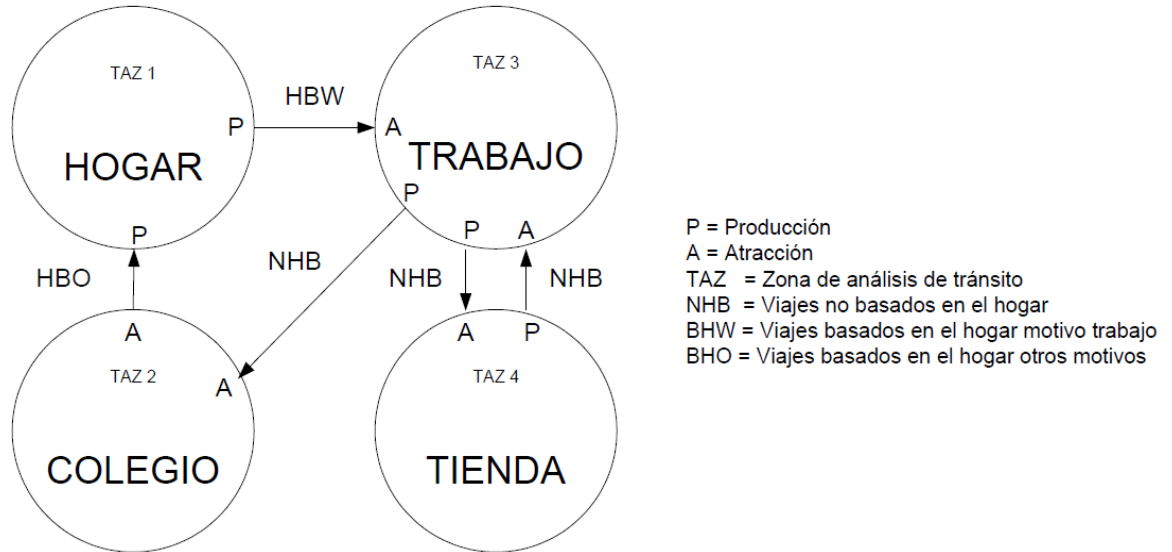 TAZ 1
HOGAR
P
P
HBW
TAZ 3
A
TRABAJO
P
P
A
HBO
NHB
NHB
NHB
A
TAZ 2
A
COLEGIO
A
P
TAZ 4
TIENDA
P = Producción
A = Atracción
TAZ = Zona de análisis de tránsito
NHB = Viajes no basados en el hogar
BHW = Viajes basados en el hogar motivo trabajo
BHO = Viajes basados en el hogar otros motivos